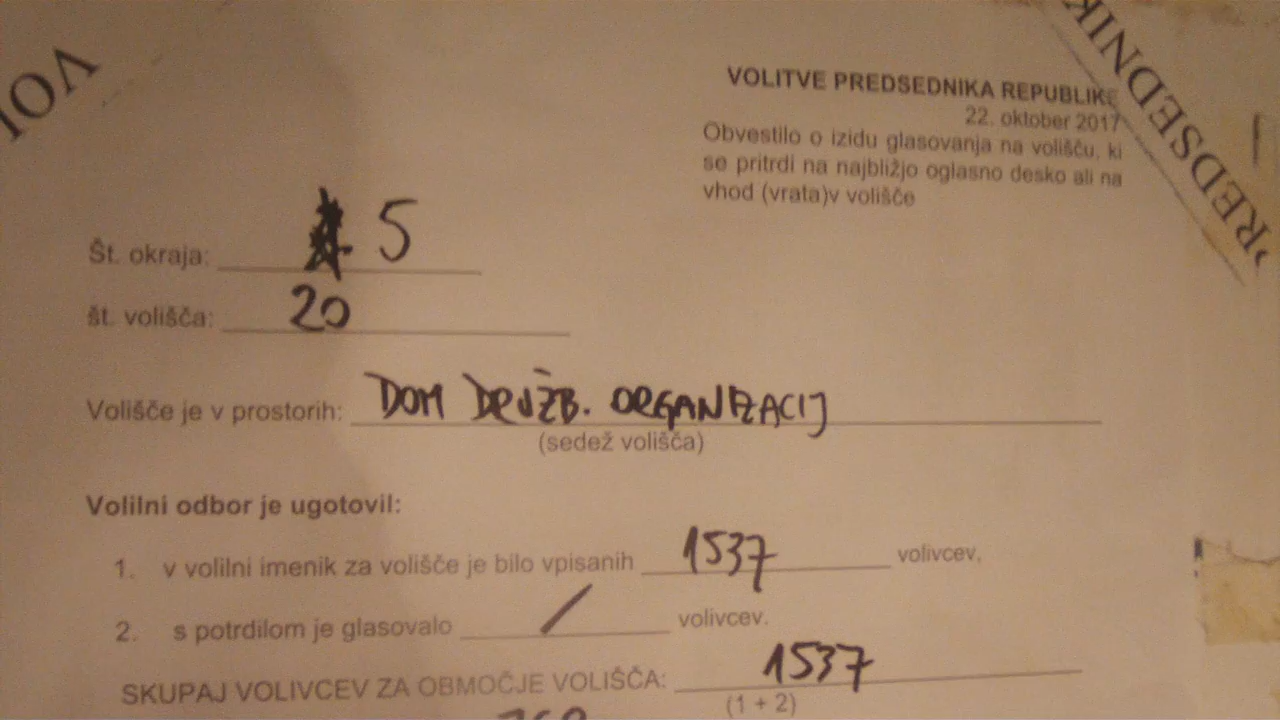 VOL
PREDSEDNIK
VOLITVE PREDSEDNIKA REPUBLIKE
22. oktober 2017
Obvestilo o izidu glasovanja na volišču, ki
se pritrdi na najbližjo oglasno desko ali na
vhod (vrata)v volišče
Št. okraja: 5
št. volišča: 20
Volišče je v prostorih: DOM DRUŽB. ORGANIZACIJ
(sedež volišča)
Volilni odbor je ugotovil:
1. v volilni imenik za volišče je bilo vpisanih 1537 volivcev,
2. s potrdilom je glasovalo / volivcev.
SKUPAJ VOLIVCEV ZA OBMOČJE VOLIŠČA: 1537
(1 + 2)